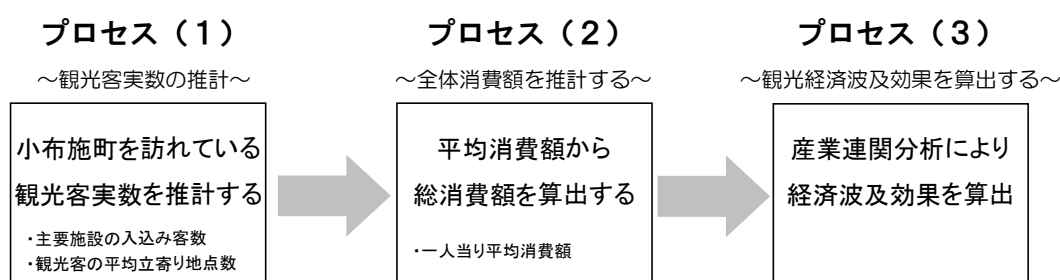 プロセス（１）
～観光客実数の推計～
小布施町を訪れている
観光客実数を推計する
・主要施設の入込み客数
・観光客の平均立寄り地点数
プロセス（２）
～全体消費額を推計する～
平均消費額から
総消費額を算出する
・一人当り平均消費額
プロセス（３）
～観光経済波及効果を算出する～
産業連関分析により
経済波及効果を算出